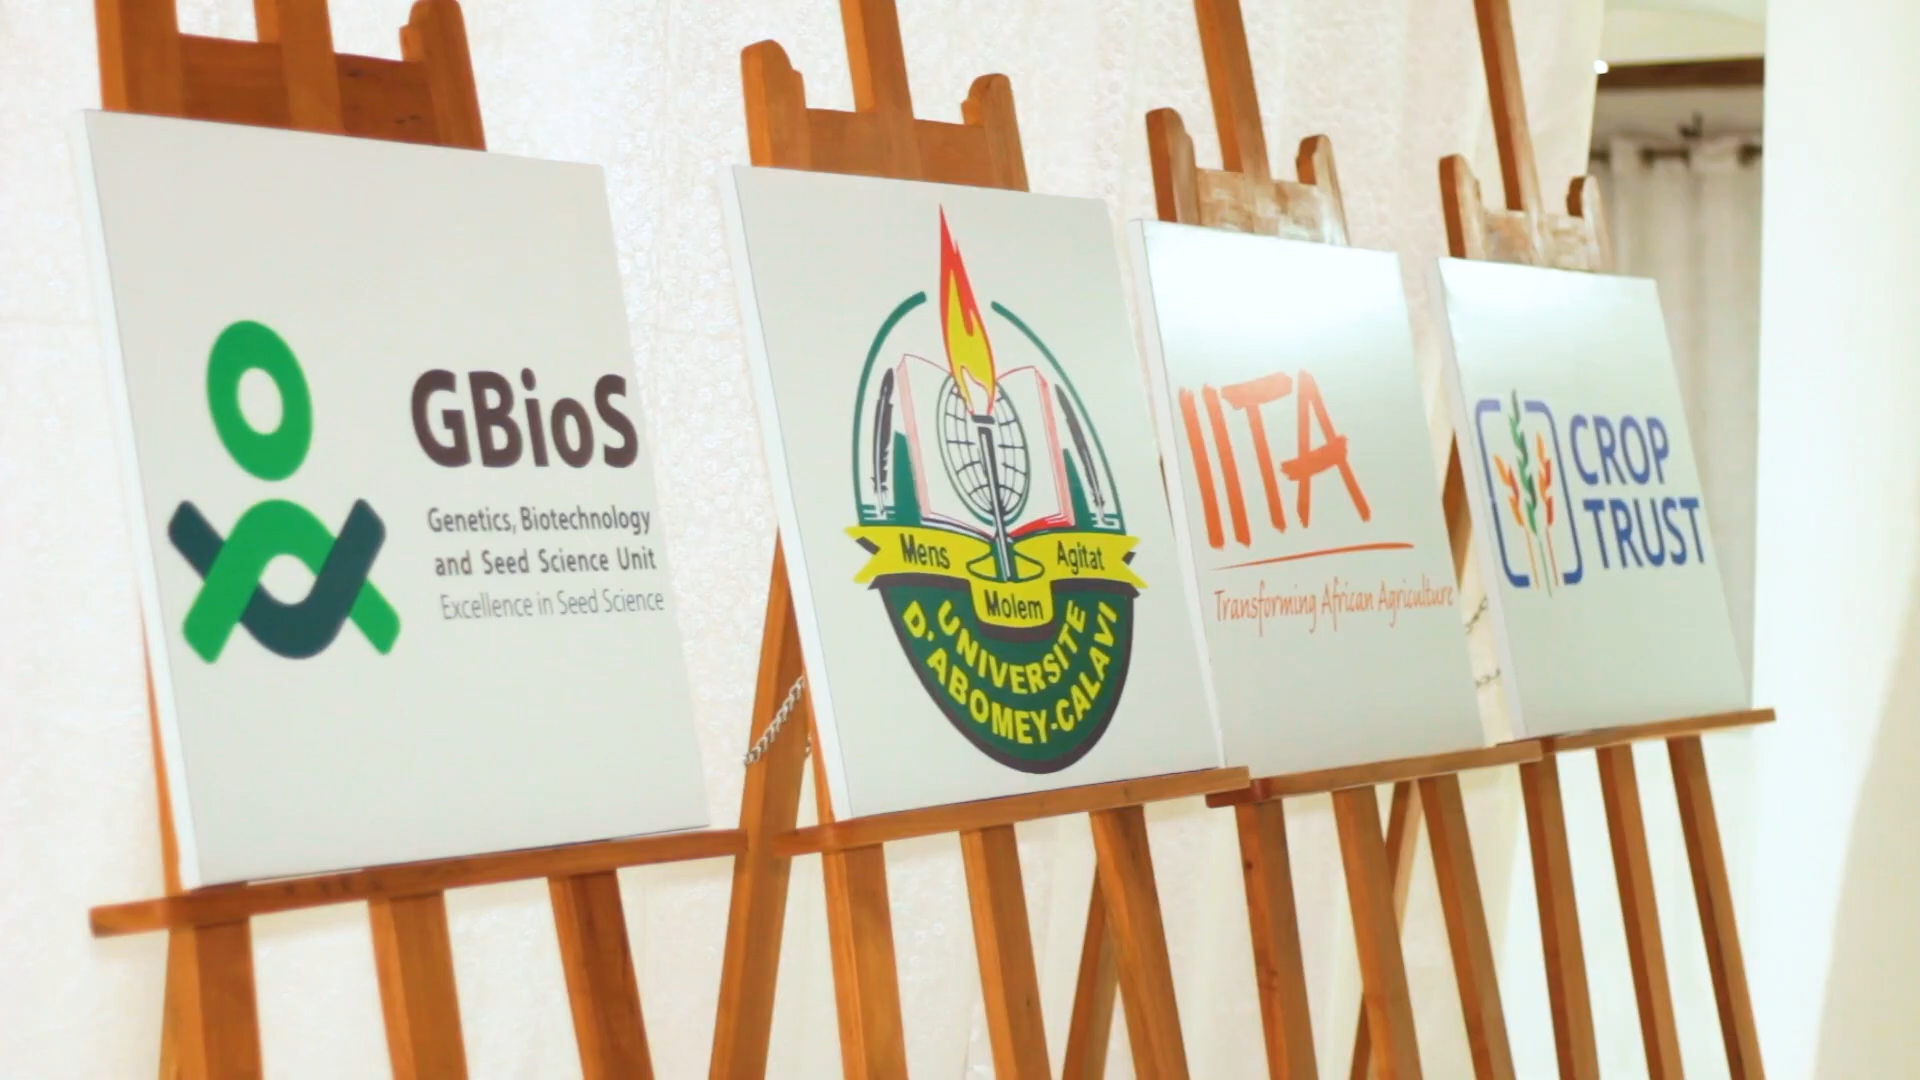 GBioS
Genetics, Biotechnology
and Seed Science Unit
Excellence in Seed Science
Mens Agitat
Molem
UNIVERSITE
D'ABOMEY-CALAVI
IITA
Transforming African Agriculture
CROP
TRUST